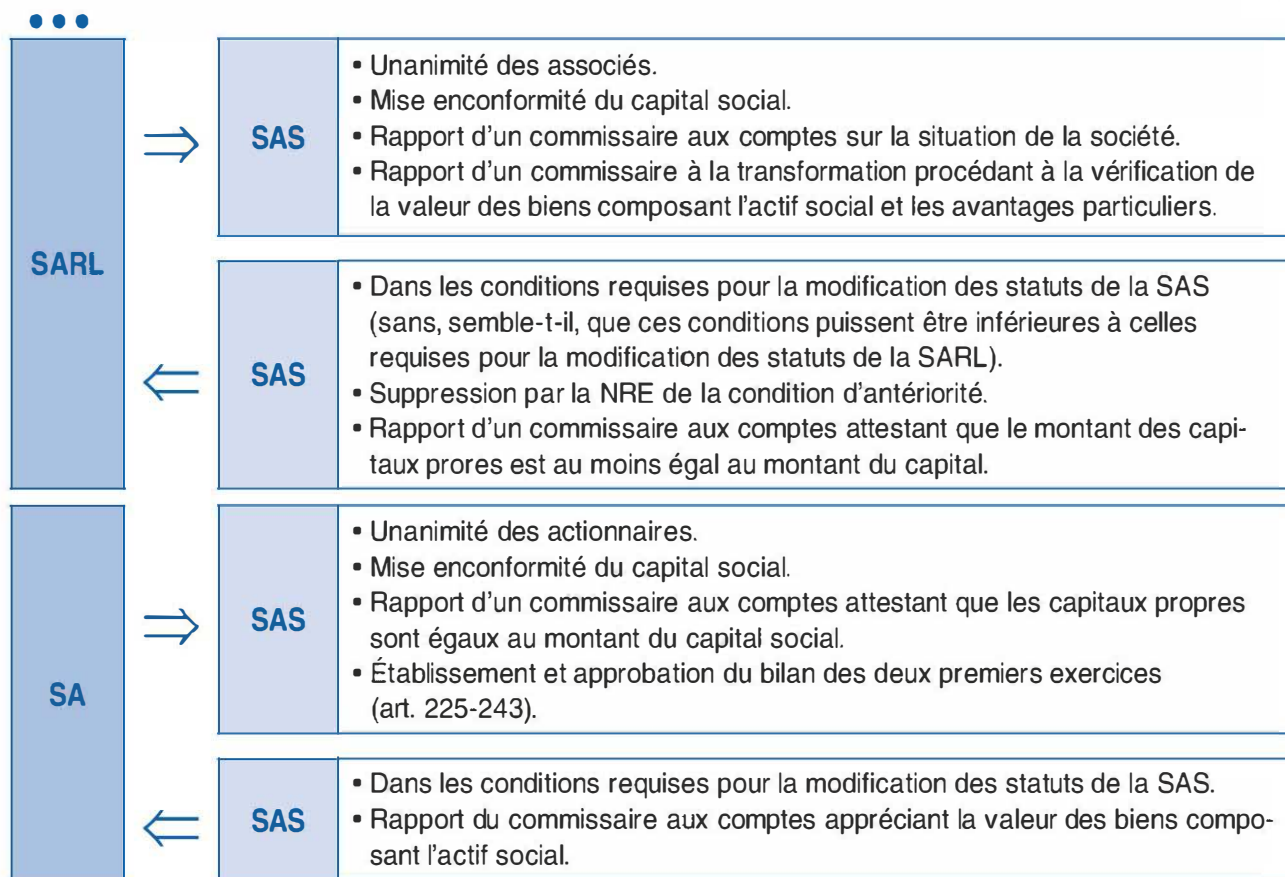 SARL
SAS
• Unanimité des associés.
• Mise enconformité du capital social.
• Rapport d'un commissaire aux comptes sur la situation de la société.
• Rapport d'un commissaire à la transformation procédant à la vérification de
la valeur des biens composant l'actif social et les avantages particuliers.
SAS
• Dans les conditions requises pour la modification des statuts de la SAS
(sans, semble-t-il, que ces conditions puissent être inférieures à celles
requises pour la modification des statuts de la SARL).
• Suppression par la NRE de la condition d'antériorité.
• Rapport d'un commissaire aux comptes attestant que le montant des capi-
taux prores est au moins égal au montant du capital.
SA
SAS
• Unanimité des actionnaires.
• Mise enconformité du capital social.
• Rapport d'un commissaire aux comptes attestant que les capitaux propres
sont égaux au montant du capital social.
• Établissement et approbation du bilan des deux premiers exercices
(art. 225-243).
SAS
• Dans les conditions requises pour la modification des statuts de la SAS.
• Rapport du commissaire aux comptes appréciant la valeur des biens compo-
sant l'actif social.